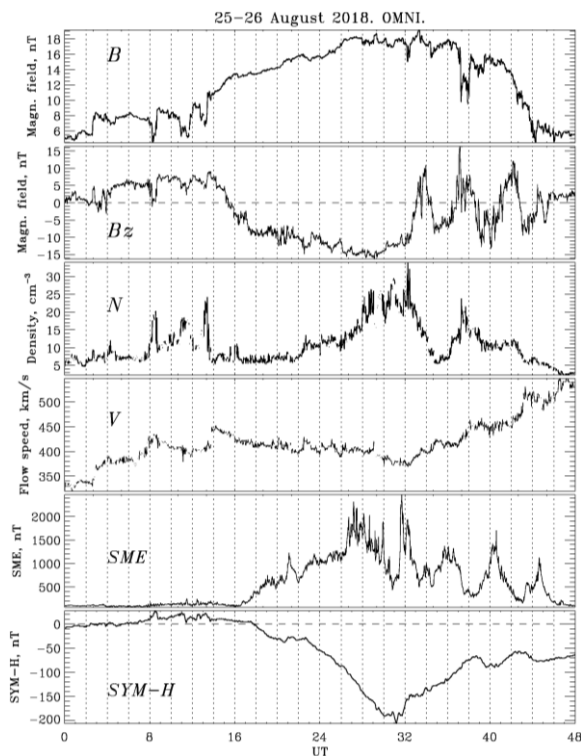 25-26 August 2018. OMNI.
Magn. field, nT
18
16
14
12
10
8
6
B
Magn. field, nT
15
10
5
0
-5
-10
-15
Bz
Density, cm⁻³
30
25
20
15
10
5
N
Flow speed, km/s
500
450
400
350
V
SME, nT
2000
1500
1000
500
SME
SYM-H, nT
0
-50
-100
-150
-200
SYM-H
0 8 16 24 32 40 48
UT